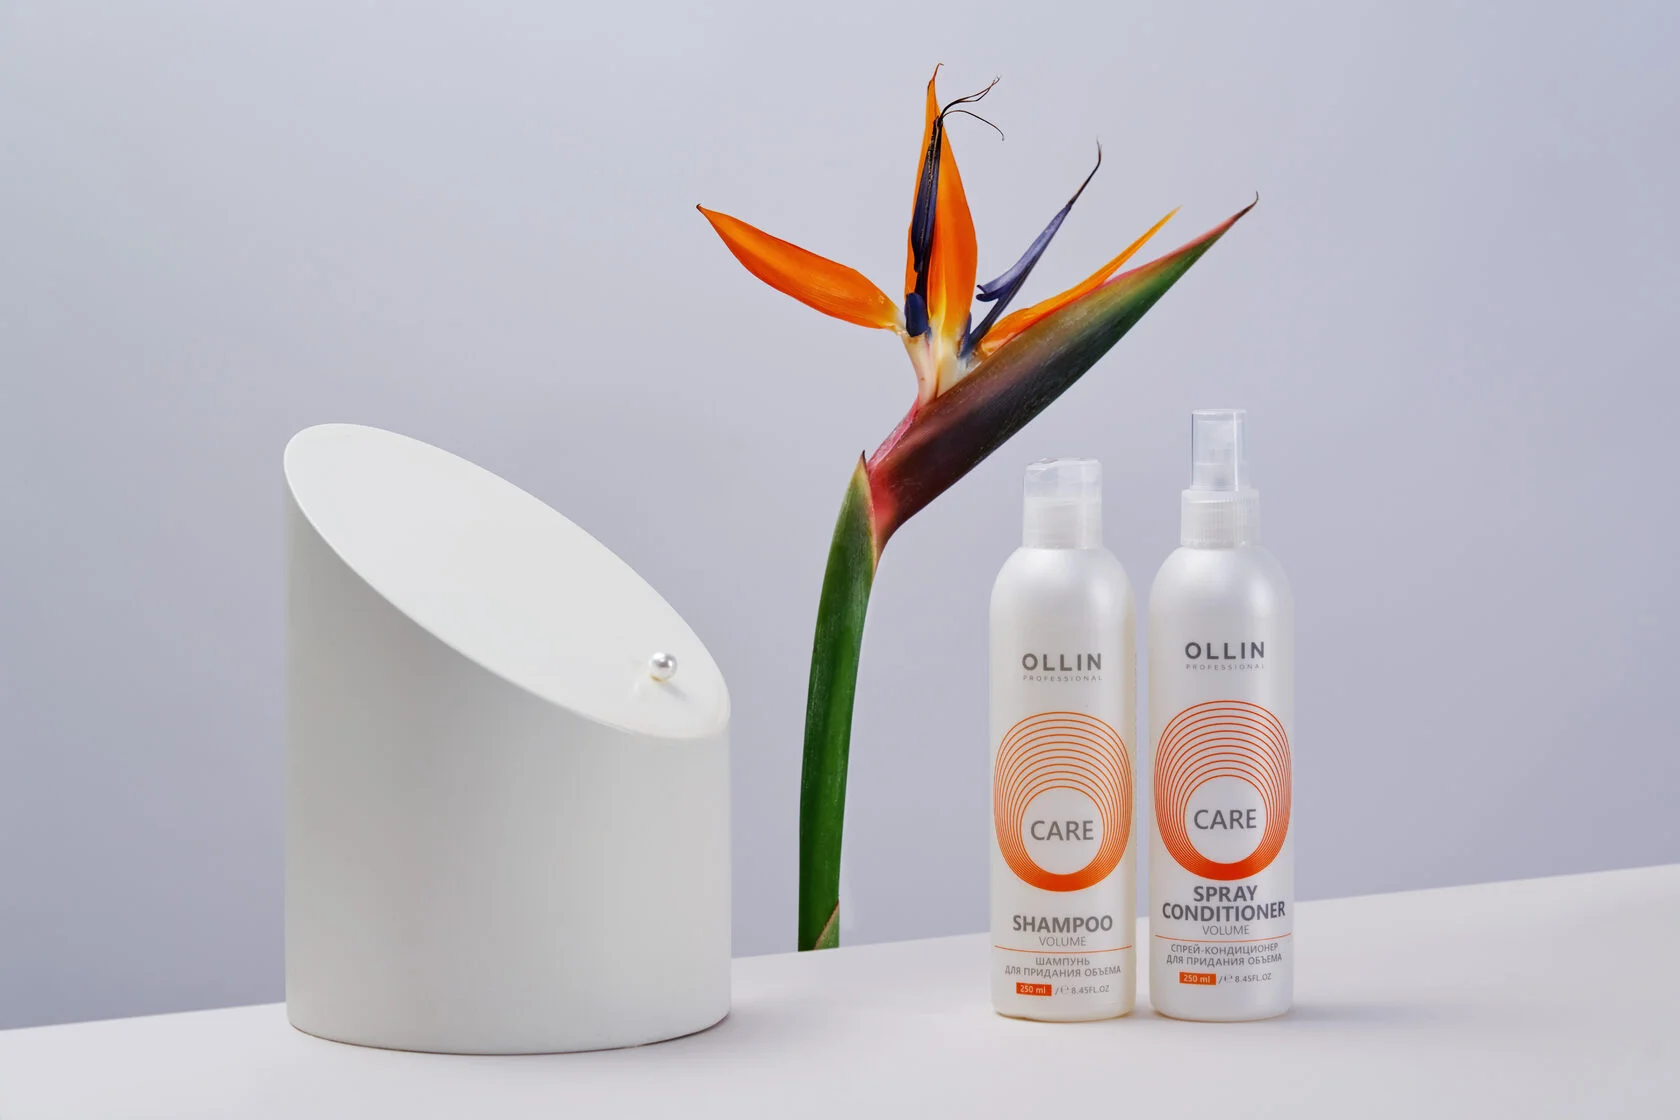 OLLIN
PROFESSIONAL
CARE
SHAMPOO
VOLUME
ШАМПУНЬ
ДЛЯ ПРИДАНИЯ ОБЪЕМА
250 ml / ℮ 8.45FL.OZ
OLLIN
PROFESSIONAL
CARE
SPRAY
CONDITIONER
VOLUME
СПРЕЙ-КОНДИЦИОНЕР
ДЛЯ ПРИДАНИЯ ОБЪЕМА
250 ml / ℮ 8.45FL.OZ